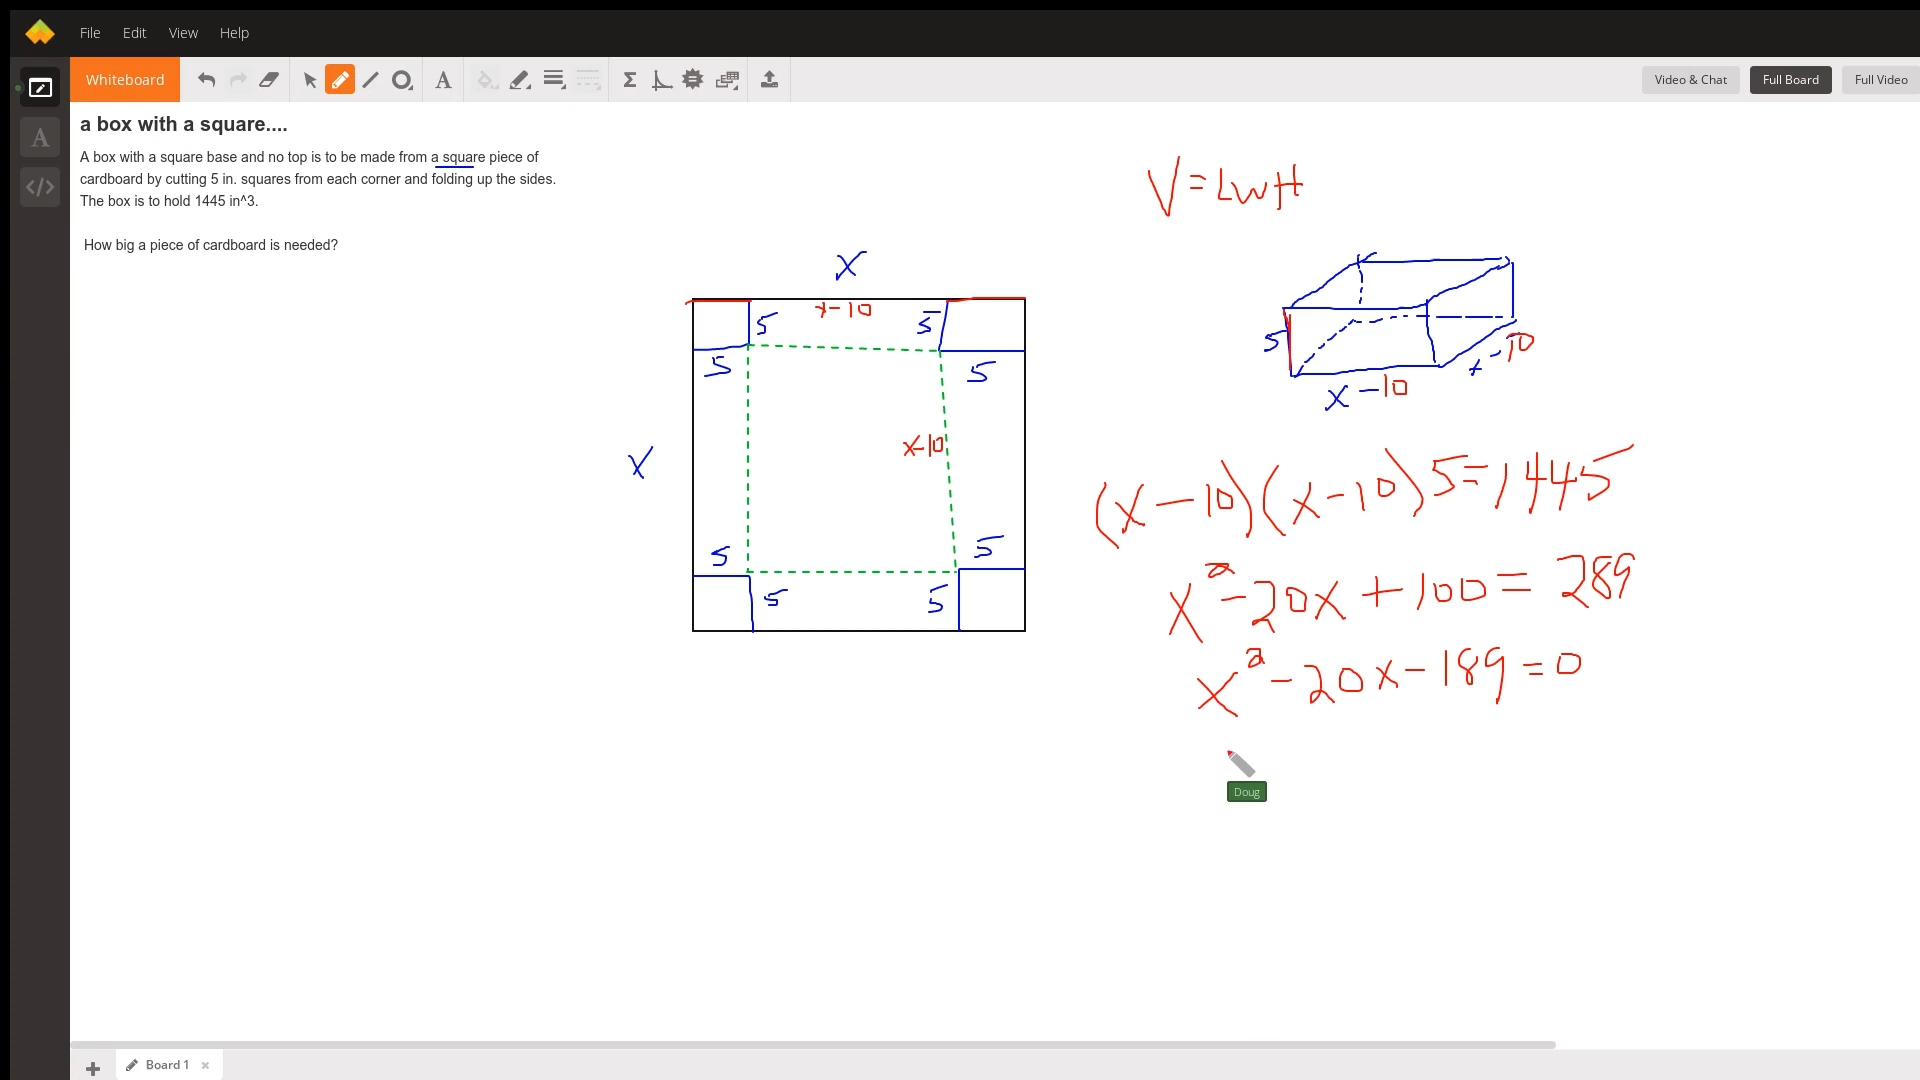 File Edit View Help
Whiteboard
Video & Chat Full Board Full Video
a box with a square....
A box with a square base and no top is to be made from a square piece of
cardboard by cutting 5 in. squares from each corner and folding up the sides.
The box is to hold 1445 in^3.
How big a piece of cardboard is needed?
V = LWH
x
x-10
5 5
5 5
x
x-10
5 5
5 5
5
x-10
x-10
(x-10)(x-10)5=1445
x²-20x+100=289
x²-20x-189=0
Doug
Board 1